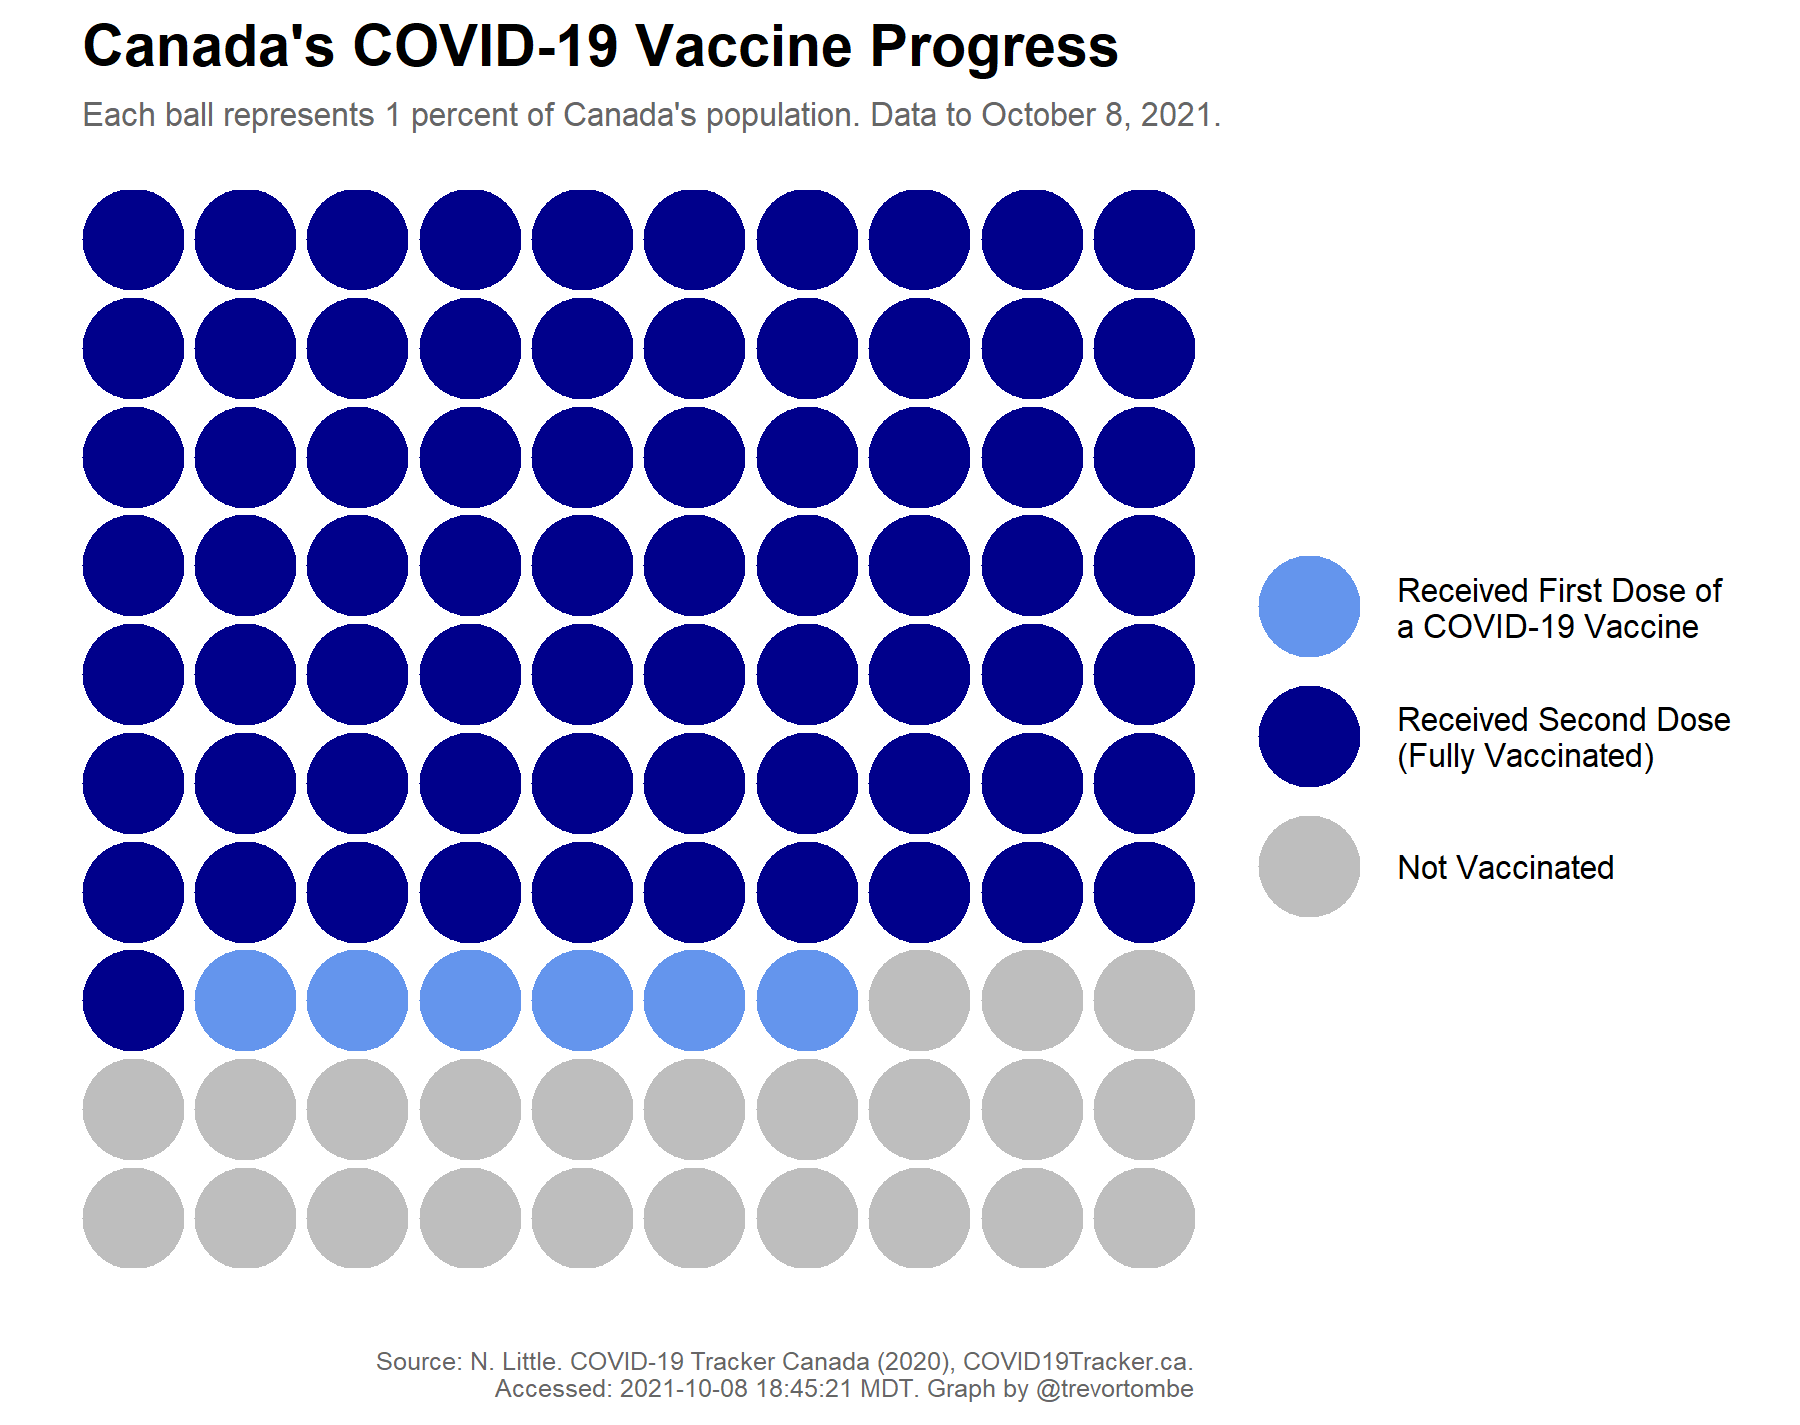 Canada's COVID-19 Vaccine Progress
Each ball represents 1 percent of Canada's population. Data to October 8, 2021.
Received First Dose of
a COVID-19 Vaccine
Received Second Dose
(Fully Vaccinated)
Not Vaccinated
Source: N. Little. COVID-19 Tracker Canada (2020), COVID19Tracker.ca.
Accessed: 2021-10-08 18:45:21 MDT. Graph by @trevortombe